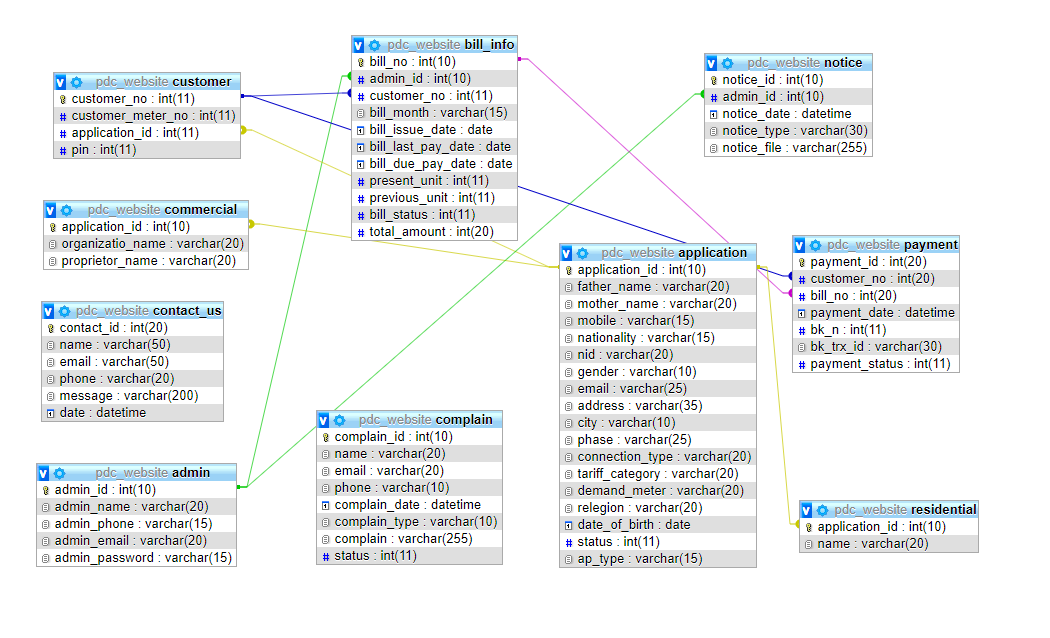 pdc_website customer
customer_no : int(11)
customer_meter_no : int(11)
application_id : int(11)
pin : int(11)
pdc_website bill_info
bill_no : int(10)
admin_id : int(10)
customer_no : int(11)
bill_month : varchar(15)
bill_issue_date : date
bill_last_pay_date : date
bill_due_pay_date : date
present_unit : int(11)
previous_unit : int(11)
bill_status : int(11)
total_amount : int(20)
pdc_website notice
notice_id : int(10)
admin_id : int(10)
notice_date : datetime
notice_type : varchar(30)
notice_file : varchar(255)
pdc_website commercial
application_id : int(10)
organizatio_name : varchar(20)
proprietor_name : varchar(20)
pdc_website contact_us
contact_id : int(20)
name : varchar(50)
email : varchar(50)
phone : varchar(20)
message : varchar(200)
date : datetime
pdc_website application
application_id : int(10)
father_name : varchar(20)
mother_name : varchar(20)
mobile : varchar(15)
nationality : varchar(15)
nid : varchar(20)
gender : varchar(10)
email : varchar(25)
address : varchar(35)
city : varchar(10)
phase : varchar(25)
connection_type : varchar(20)
tariff_category : varchar(20)
demand_meter : varchar(20)
relegion : varchar(20)
date_of_birth : date
status : int(11)
ap_type : varchar(15)
pdc_website payment
payment_id : int(20)
customer_no : int(20)
bill_no : int(20)
payment_date : datetime
bk_n : int(11)
bk_trx_id : varchar(30)
payment_status : int(11)
pdc_website admin
admin_id : int(10)
admin_name : varchar(20)
admin_phone : varchar(15)
admin_email : varchar(20)
admin_password : varchar(15)
pdc_website complain
complain_id : int(10)
name : varchar(20)
email : varchar(20)
phone : varchar(10)
complain_date : datetime
complain_type : varchar(10)
complain : varchar(255)
status : int(11)
pdc_website residential
application_id : int(10)
name : varchar(20)